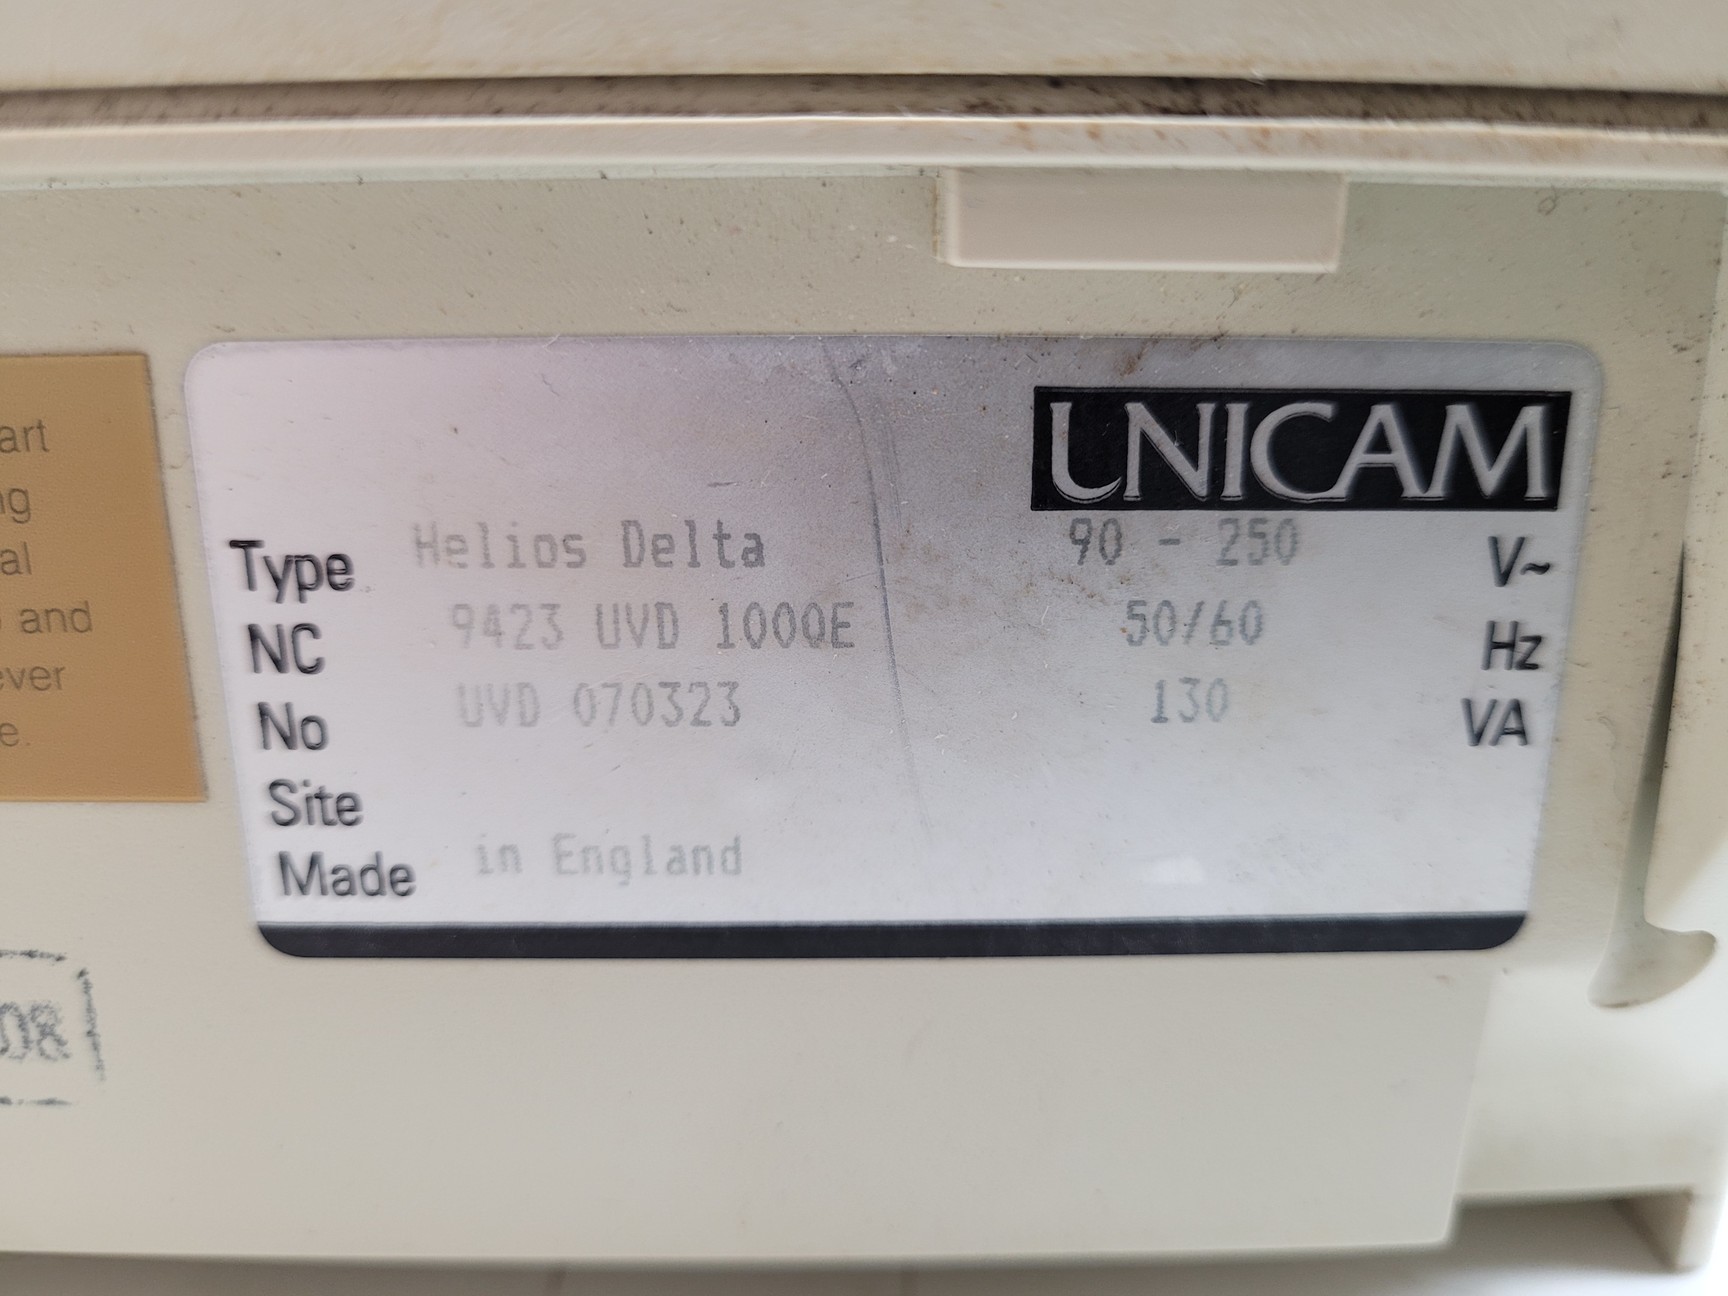 art
ng
al
and
ever
e.
UNICAM
Type Helios Delta 90 - 250 V~
NC 9423 UVD 1000E 50/60 Hz
No UVD 070323 130 VA
Site
Made in England
08